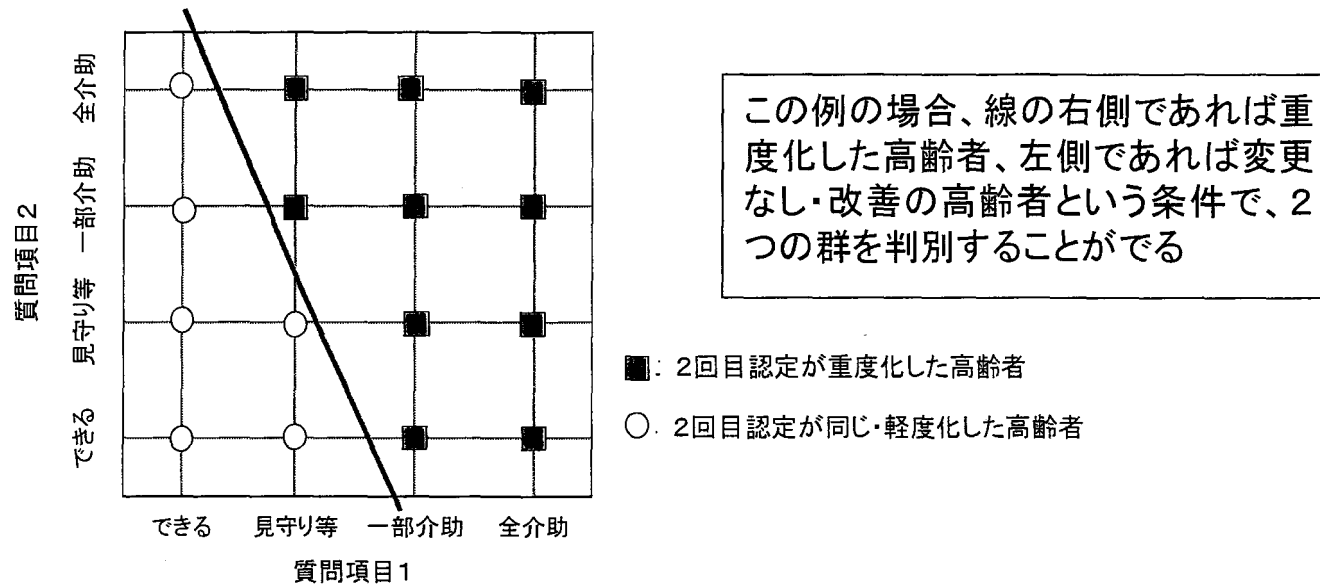 全介助
一部介助
見守り等
できる
質問項目2
できる 見守り等 一部介助 全介助
質問項目1
この例の場合、線の右側であれば重
度化した高齢者、左側であれば変更
なし・改善の高齢者という条件で、2
つの群を判別することがでる
■: 2回目認定が重度化した高齢者
○. 2回目認定が同じ・軽度化した高齢者